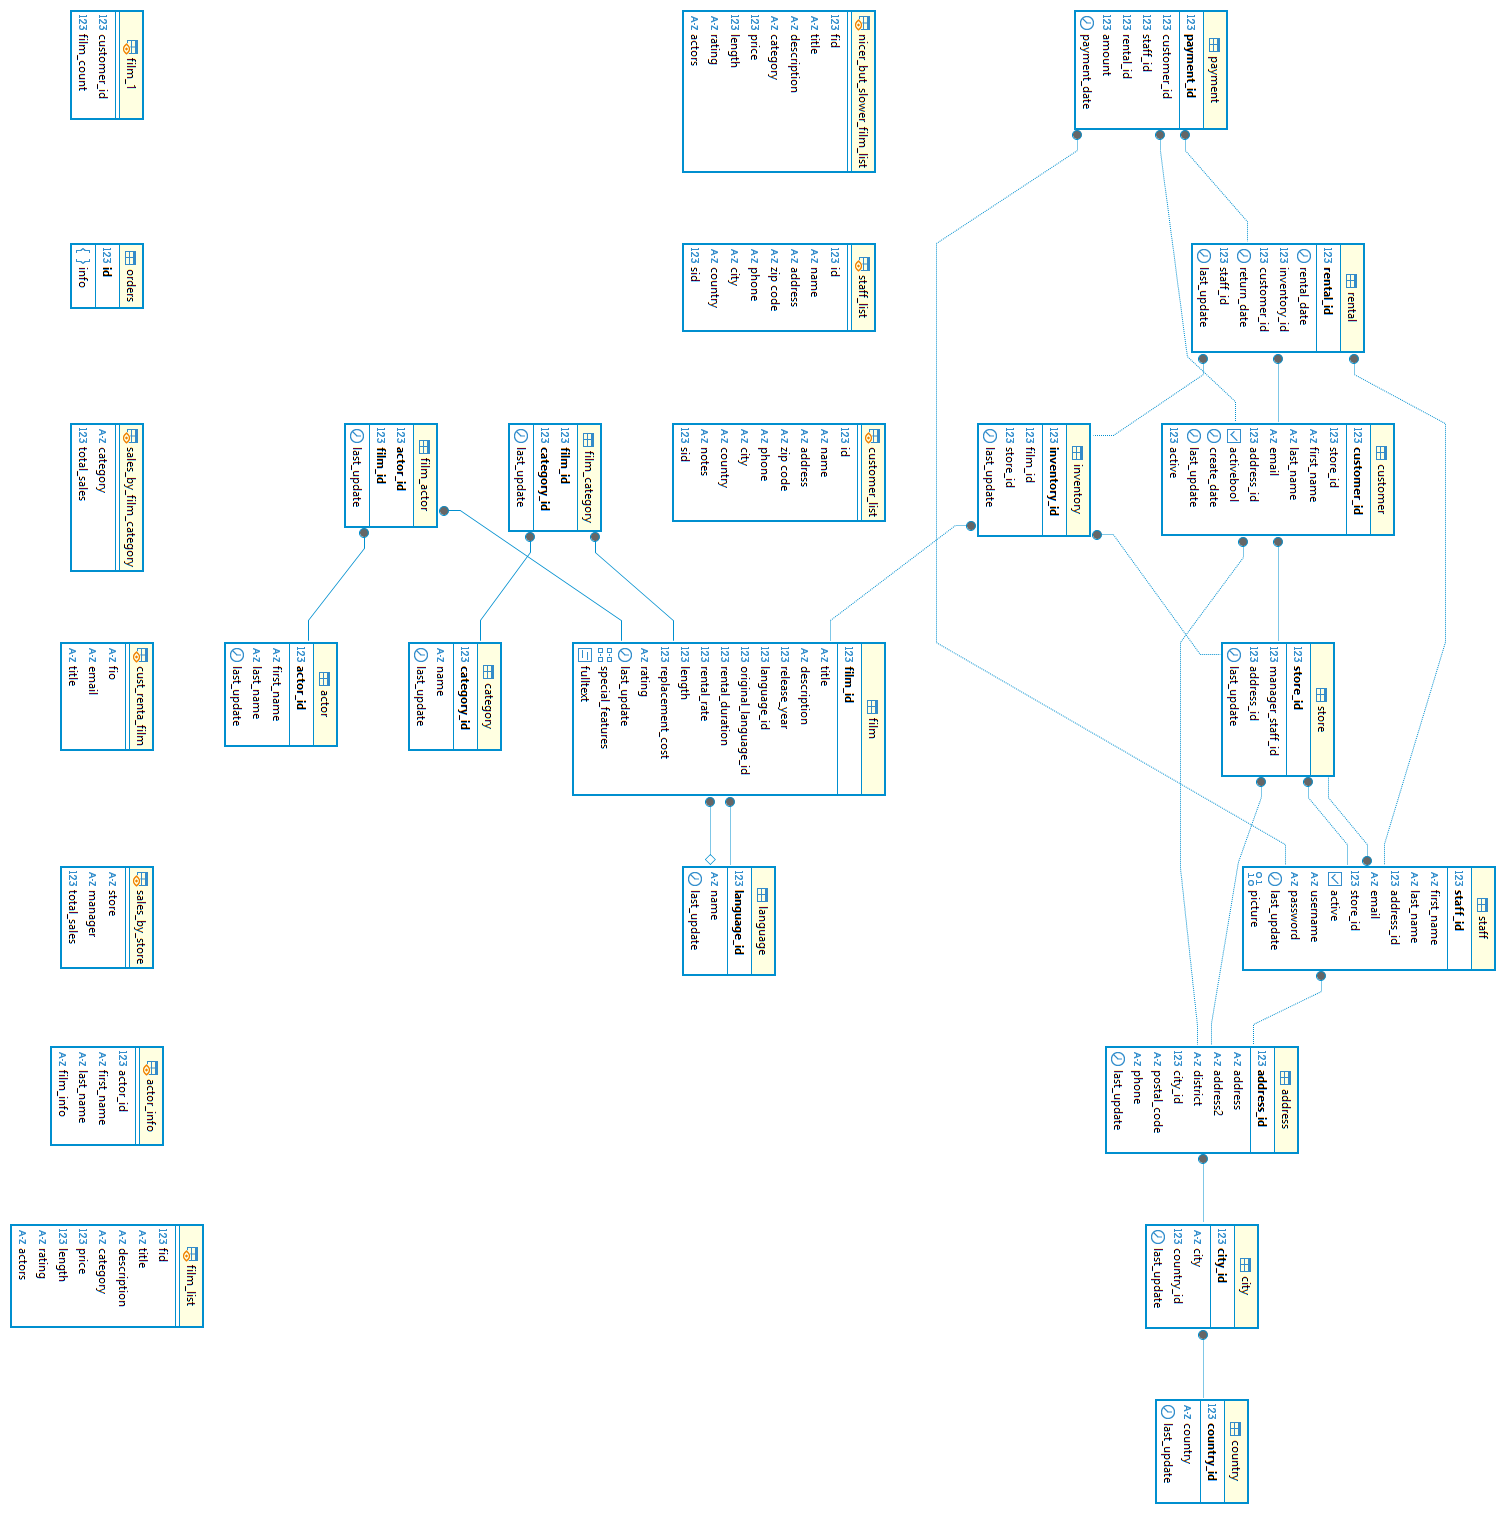 payment
123 payment_id
123 customer_id
123 staff_id
123 rental_id
123 amount
payment_date
rental
123 rental_id
rental_date
123 inventory_id
123 customer_id
return_date
123 staff_id
last_update
customer
123 customer_id
123 store_id
A-Z first_name
A-Z last_name
A-Z email
123 address_id
activebool
create_date
last_update
123 active
inventory
123 inventory_id
123 film_id
123 store_id
last_update
store
123 store_id
123 manager_staff_id
123 address_id
last_update
staff
123 staff_id
A-Z first_name
A-Z last_name
123 address_id
A-Z email
123 store_id
active
A-Z username
A-Z password
last_update
picture
address
123 address_id
A-Z address
A-Z address2
A-Z district
123 city_id
A-Z postal_code
A-Z phone
last_update
city
123 city_id
A-Z city
123 country_id
last_update
country
123 country_id
A-Z country
last_update
nicer_but_slower_film_list
123 fid
A-Z title
A-Z description
A-Z category
123 price
123 length
A-Z rating
A-Z actors
staff_list
123 id
A-Z name
A-Z address
A-Z zip code
A-Z phone
A-Z city
A-Z country
123 sid
customer_list
123 id
A-Z name
A-Z address
A-Z zip code
A-Z phone
A-Z city
A-Z country
A-Z notes
123 sid
film
123 film_id
A-Z title
A-Z description
123 release_year
123 language_id
123 original_language_id
123 rental_duration
123 rental_rate
123 length
123 replacement_cost
A-Z rating
last_update
special_features
fulltext
language
123 language_id
A-Z name
last_update
film_category
123 film_id
123 category_id
last_update
category
123 category_id
A-Z name
last_update
film_actor
123 actor_id
123 film_id
last_update
actor
123 actor_id
A-Z first_name
A-Z last_name
last_update
film_1
123 customer_id
123 film_count
orders
123 id
{ } info
sales_by_film_category
A-Z category
123 total_sales
cust_renta_film
A-Z fio
A-Z email
A-Z title
sales_by_store
A-Z store
A-Z manager
123 total_sales
actor_info
123 actor_id
A-Z first_name
A-Z last_name
A-Z film_info
film_list
123 fid
A-Z title
A-Z description
A-Z category
123 price
123 length
A-Z rating
A-Z actors